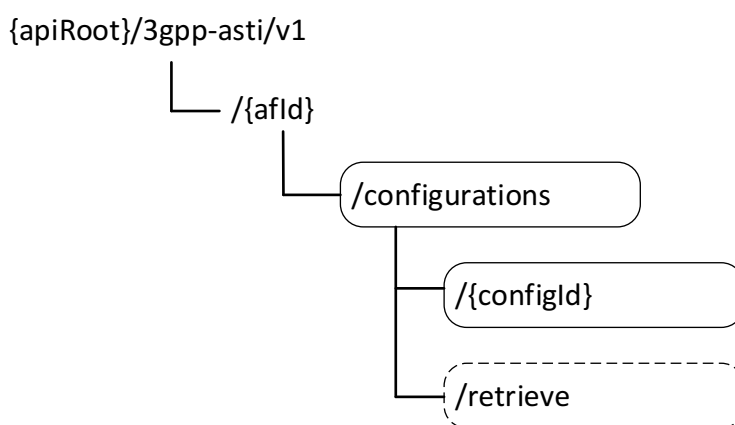 {apiRoot}/3gpp-asti/v1
/{afId}
/configurations
/{configId}
/retrieve